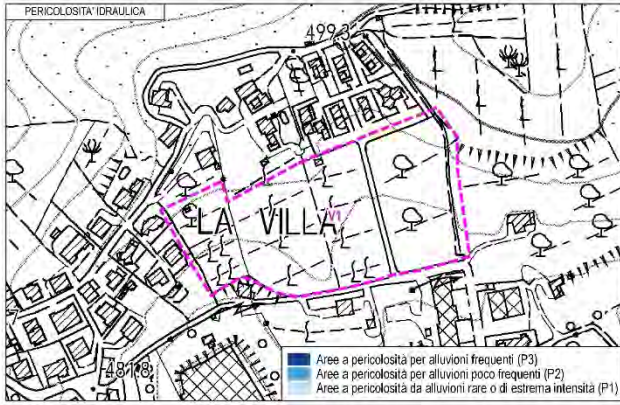 PERICOLOSITA' IDRAULICA
499.3
LA VILLA
V1
481.8
Aree a pericolosità per alluvioni frequenti (P3)
Aree a pericolosità per alluvioni poco frequenti (P2)
Aree a pericolosità da alluvioni rare o di estrema intensità (P1)